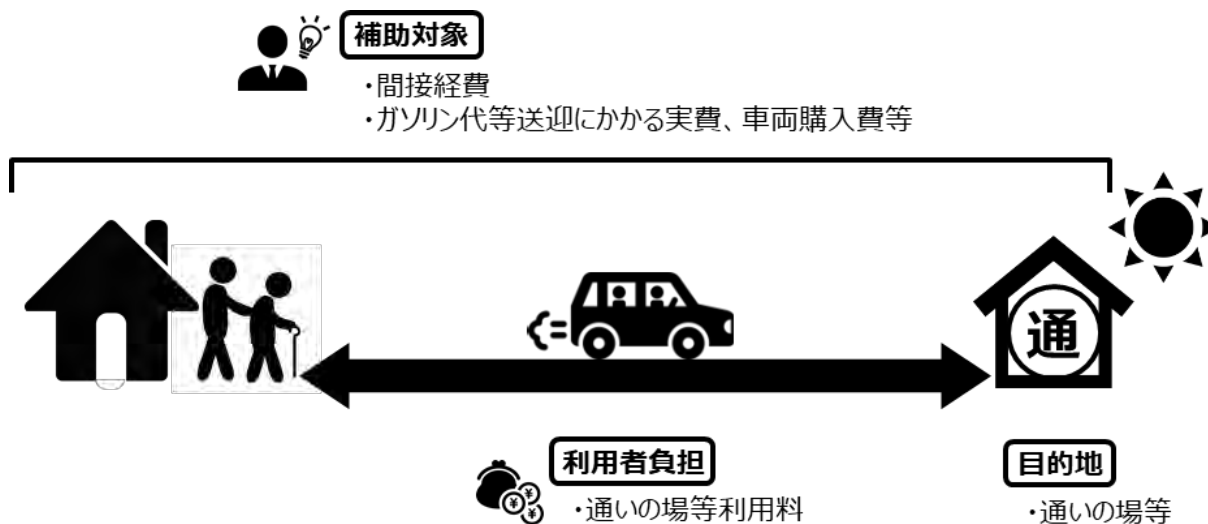 補助対象
・間接経費
・ガソリン代等送迎にかかる実費、車両購入費等
通
利用者負担
・通いの場等利用料
¥
¥
¥
目的地
・通いの場等